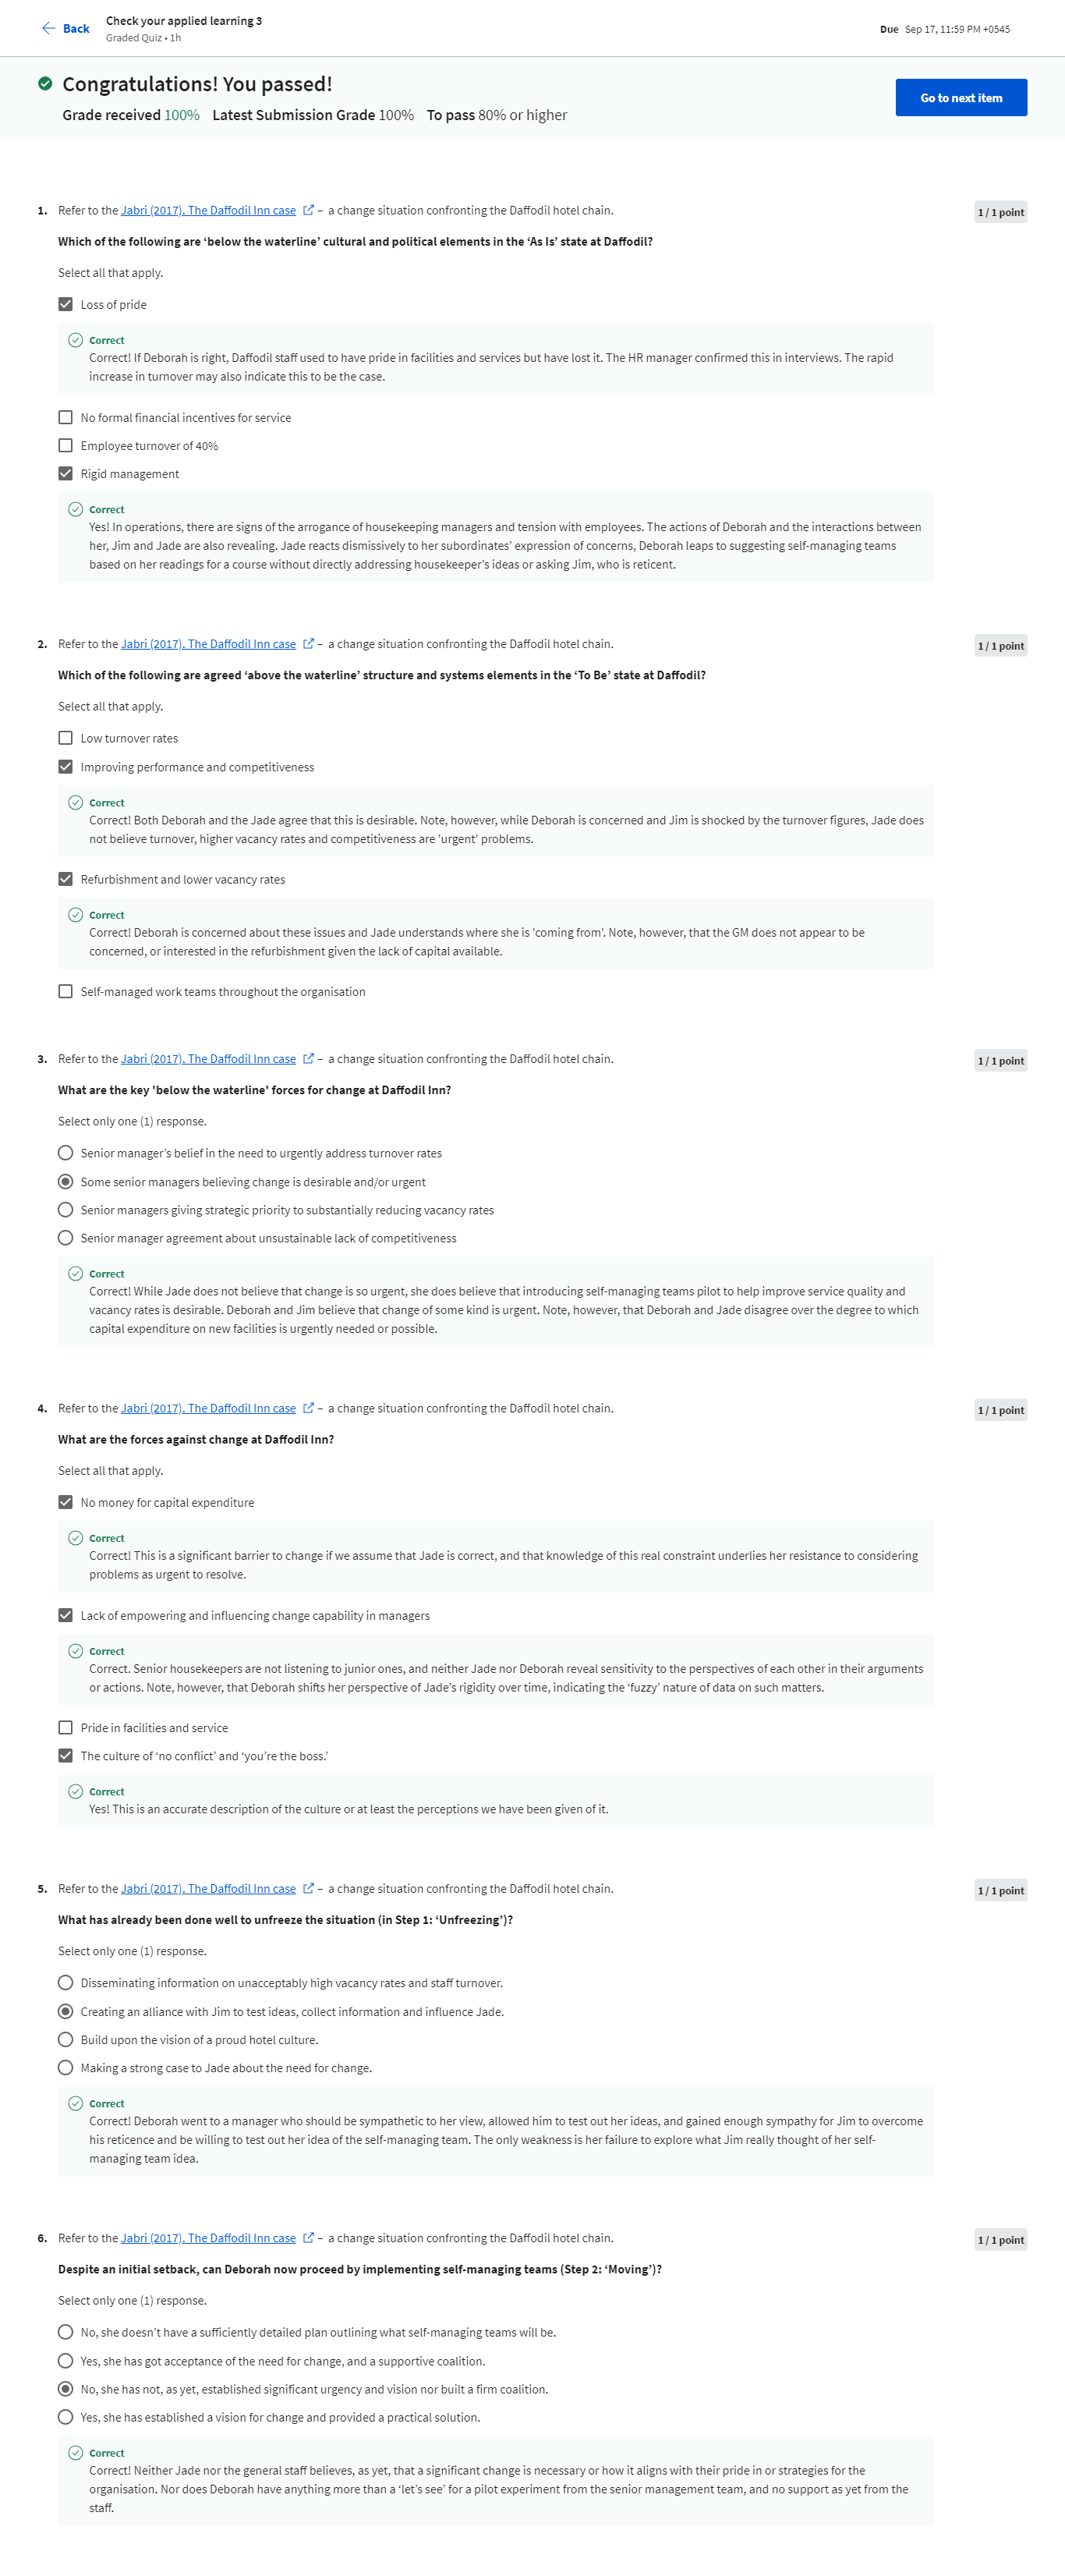 Back
Check your applied learning 3
Graded Quiz • 1h
Due Sep 17, 11:59 PM +0545
Congratulations! You passed!
Grade received 100% Latest Submission Grade 100% To pass 80% or higher
Go to next item
1. Refer to the Jabri (2017). The Daffodil Inn case – a change situation confronting the Daffodil hotel chain.
1 / 1 point
Which of the following are ‘below the waterline’ cultural and political elements in the ‘As Is’ state at Daffodil?
Select all that apply.
Loss of pride
Correct
Correct! If Deborah is right, Daffodil staff used to have pride in facilities and services but have lost it. The HR manager confirmed this in interviews. The rapid
increase in turnover may also indicate this to be the case.
No formal financial incentives for service
Employee turnover of 40%
Rigid management
Correct
Yes! In operations, there are signs of the arrogance of housekeeping managers and tension with employees. The actions of Deborah and the interactions between
her, Jim and Jade are also revealing. Jade reacts dismissively to her subordinates’ expression of concerns, Deborah leaps to suggesting self-managing teams
based on her readings for a course without directly addressing housekeeper’s ideas or asking Jim, who is reticent.
2. Refer to the Jabri (2017). The Daffodil Inn case – a change situation confronting the Daffodil hotel chain.
1 / 1 point
Which of the following are agreed ‘above the waterline’ structure and systems elements in the ‘To Be’ state at Daffodil?
Select all that apply.
Low turnover rates
Improving performance and competitiveness
Correct
Correct! Both Deborah and the Jade agree that this is desirable. Note, however, while Deborah is concerned and Jim is shocked by the turnover figures, Jade does
not believe turnover, higher vacancy rates and competitiveness are 'urgent' problems.
Refurbishment and lower vacancy rates
Correct
Correct! Deborah is concerned about these issues and Jade understands where she is 'coming from'. Note, however, that the GM does not appear to be
concerned, or interested in the refurbishment given the lack of capital available.
Self-managed work teams throughout the organisation
3. Refer to the Jabri (2017). The Daffodil Inn case – a change situation confronting the Daffodil hotel chain.
1 / 1 point
What are the key 'below the waterline' forces for change at Daffodil Inn?
Select only one (1) response.
Senior manager’s belief in the need to urgently address turnover rates
Some senior managers believing change is desirable and/or urgent
Senior managers giving strategic priority to substantially reducing vacancy rates
Senior manager agreement about unsustainable lack of competitiveness
Correct
Correct! While Jade does not believe that change is so urgent, she does believe that introducing self-managing teams pilot to help improve service quality and
vacancy rates is desirable. Deborah and Jim believe that change of some kind is urgent. Note, however, that Deborah and Jade disagree over the degree to which
capital expenditure on new facilities is urgently needed or possible.
4. Refer to the Jabri (2017). The Daffodil Inn case – a change situation confronting the Daffodil hotel chain.
1 / 1 point
What are the forces against change at Daffodil Inn?
Select all that apply.
No money for capital expenditure
Correct
Correct! This is a significant barrier to change if we assume that Jade is correct, and that knowledge of this real constraint underlies her resistance to considering
problems as urgent to resolve.
Lack of empowering and influencing change capability in managers
Correct
Correct. Senior housekeepers are not listening to junior ones, and neither Jade nor Deborah reveal sensitivity to the perspectives of each other in their arguments
or actions. Note, however, that Deborah shifts her perspective of Jade’s rigidity over time, indicating the ‘fuzzy’ nature of data on such matters.
Pride in facilities and service
The culture of ‘no conflict’ and ‘you’re the boss.’
Correct
Yes! This is an accurate description of the culture or at least the perceptions we have been given of it.
5. Refer to the Jabri (2017). The Daffodil Inn case – a change situation confronting the Daffodil hotel chain.
1 / 1 point
What has already been done well to unfreeze the situation (in Step 1: ‘Unfreezing’)?
Select only one (1) response.
Disseminating information on unacceptably high vacancy rates and staff turnover.
Creating an alliance with Jim to test ideas, collect information and influence Jade.
Build upon the vision of a proud hotel culture.
Making a strong case to Jade about the need for change.
Correct
Correct! Deborah went to a manager who should be sympathetic to her view, allowed him to test out her ideas, and gained enough sympathy for Jim to overcome
his reticence and be willing to test out her idea of the self-managing team. The only weakness is her failure to explore what Jim really thought of her self-
managing team idea.
6. Refer to the Jabri (2017). The Daffodil Inn case – a change situation confronting the Daffodil hotel chain.
1 / 1 point
Despite an initial setback, can Deborah now proceed by implementing self-managing teams (Step 2: ‘Moving’)?
Select only one (1) response.
No, she doesn’t have a sufficiently detailed plan outlining what self-managing teams will be.
Yes, she has got acceptance of the need for change, and a supportive coalition.
No, she has not, as yet, established significant urgency and vision nor built a firm coalition.
Yes, she has established a vision for change and provided a practical solution.
Correct
Correct! Neither Jade nor the general staff believes, as yet, that a significant change is necessary or how it aligns with their pride in or strategies for the
organisation. Nor does Deborah have anything more than a ‘let’s see’ for a pilot experiment from the senior management team, and no support as yet from the
staff.